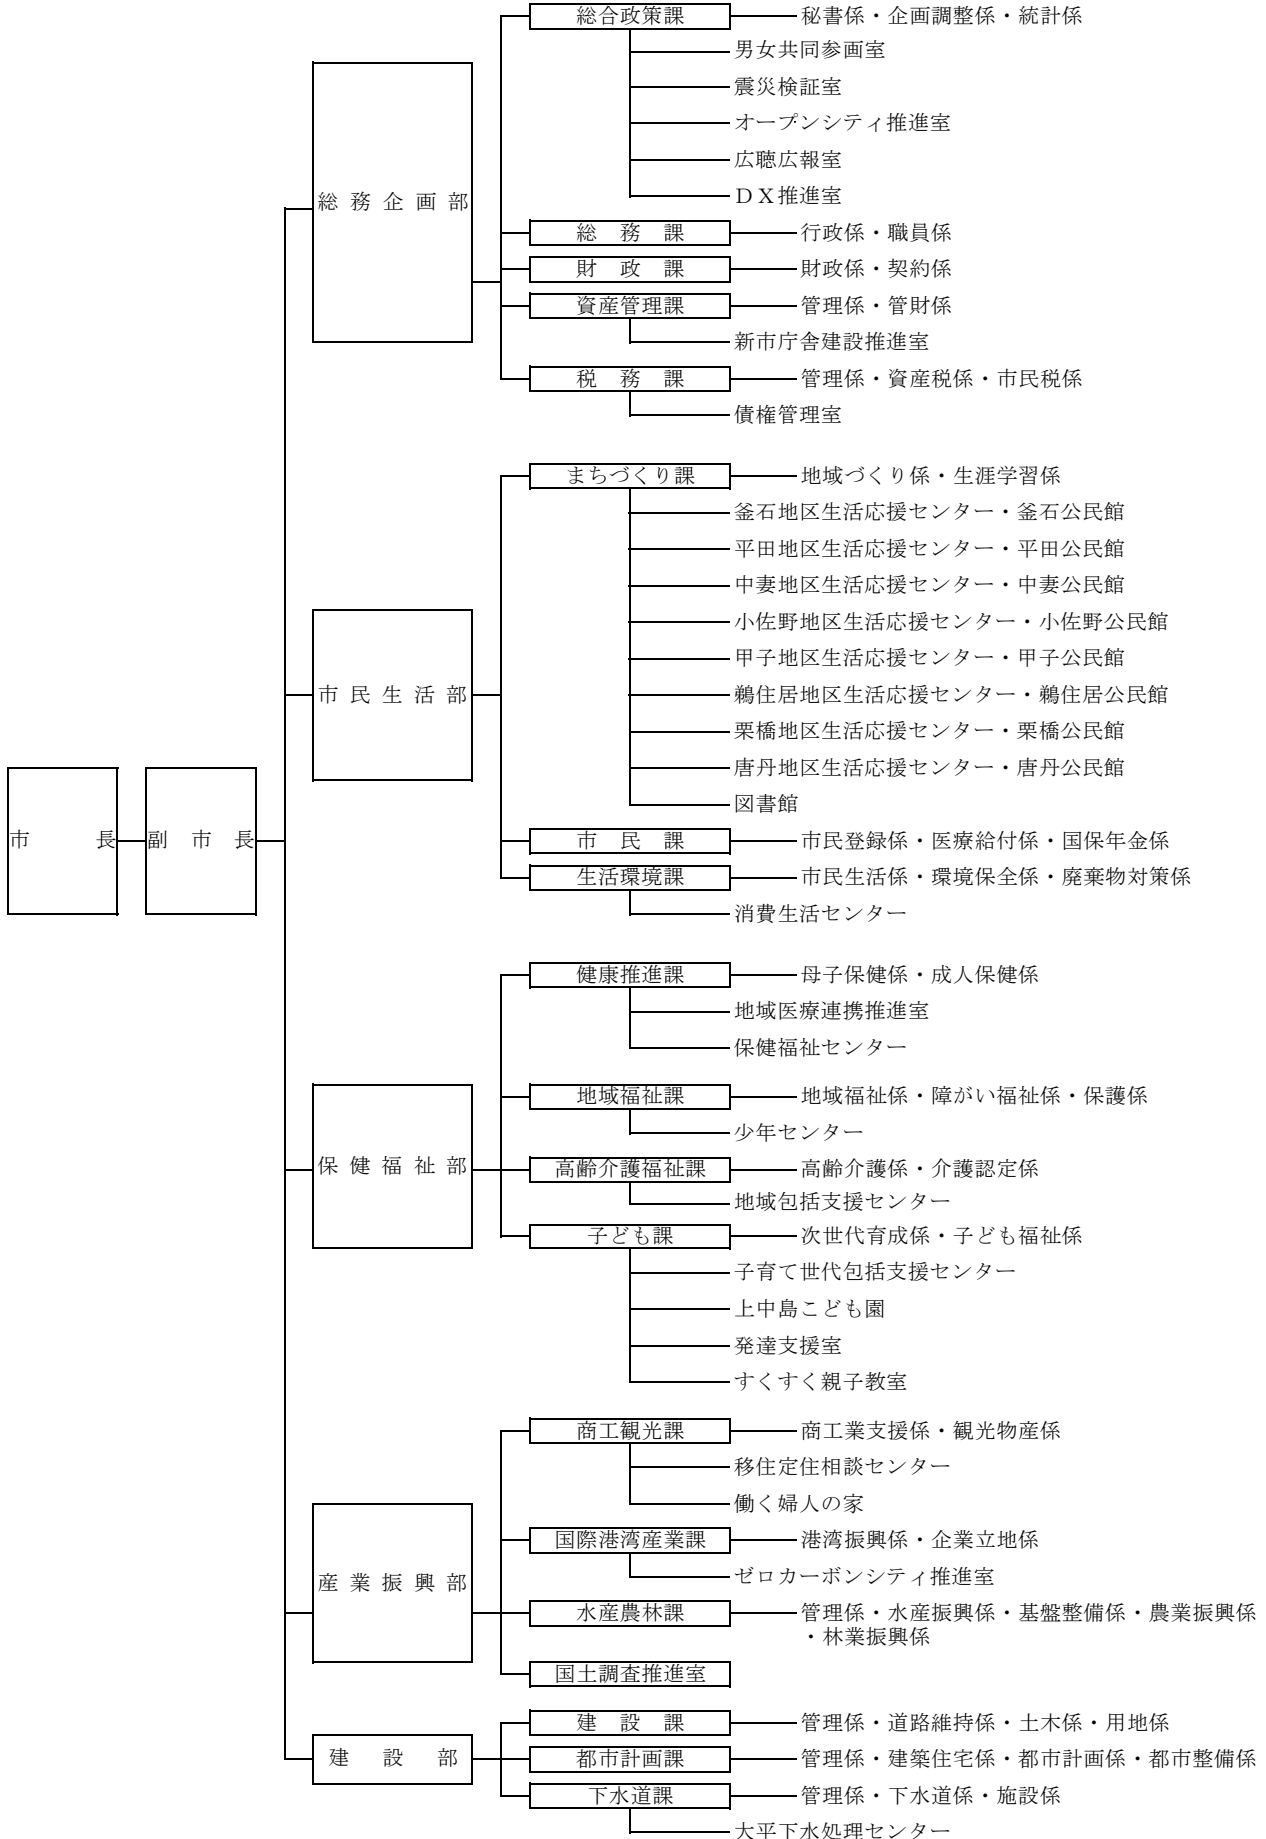 市長
副市長
総務企画部
総合政策課 秘書係・企画調整係・統計係
男女共同参画室
震災検証室
オープンシティ推進室
広聴広報室
ＤＸ推進室
総務課 行政係・職員係
財政課 財政係・契約係
資産管理課 管理係・管財係
新市庁舎建設推進室
税務課 管理係・資産税係・市民税係
債権管理室
市民生活部
まちづくり課 地域づくり係・生涯学習係
釜石地区生活応援センター・釜石公民館
平田地区生活応援センター・平田公民館
中妻地区生活応援センター・中妻公民館
小佐野地区生活応援センター・小佐野公民館
甲子地区生活応援センター・甲子公民館
鵜住居地区生活応援センター・鵜住居公民館
栗橋地区生活応援センター・栗橋公民館
唐丹地区生活応援センター・唐丹公民館
図書館
市民課 市民登録係・医療給付係・国保年金係
生活環境課 市民生活係・環境保全係・廃棄物対策係
消費生活センター
保健福祉部
健康推進課 母子保健係・成人保健係
地域医療連携推進室
保健福祉センター
地域福祉課 地域福祉係・障がい福祉係・保護係
少年センター
高齢介護福祉課 高齢介護係・介護認定係
地域包括支援センター
子ども課 次世代育成係・子ども福祉係
子育て世代包括支援センター
上中島こども園
発達支援室
すくすく親子教室
産業振興部
商工観光課 商工業支援係・観光物産係
移住定住相談センター
働く婦人の家
国際港湾産業課 港湾振興係・企業立地係
ゼロカーボンシティ推進室
水産農林課 管理係・水産振興係・基盤整備係・農業振興係
・林業振興係
国土調査推進室
建設部
建設課 管理係・道路維持係・土木係・用地係
都市計画課 管理係・建築住宅係・都市計画係・都市整備係
下水道課 管理係・下水道係・施設係
大平下水処理センター